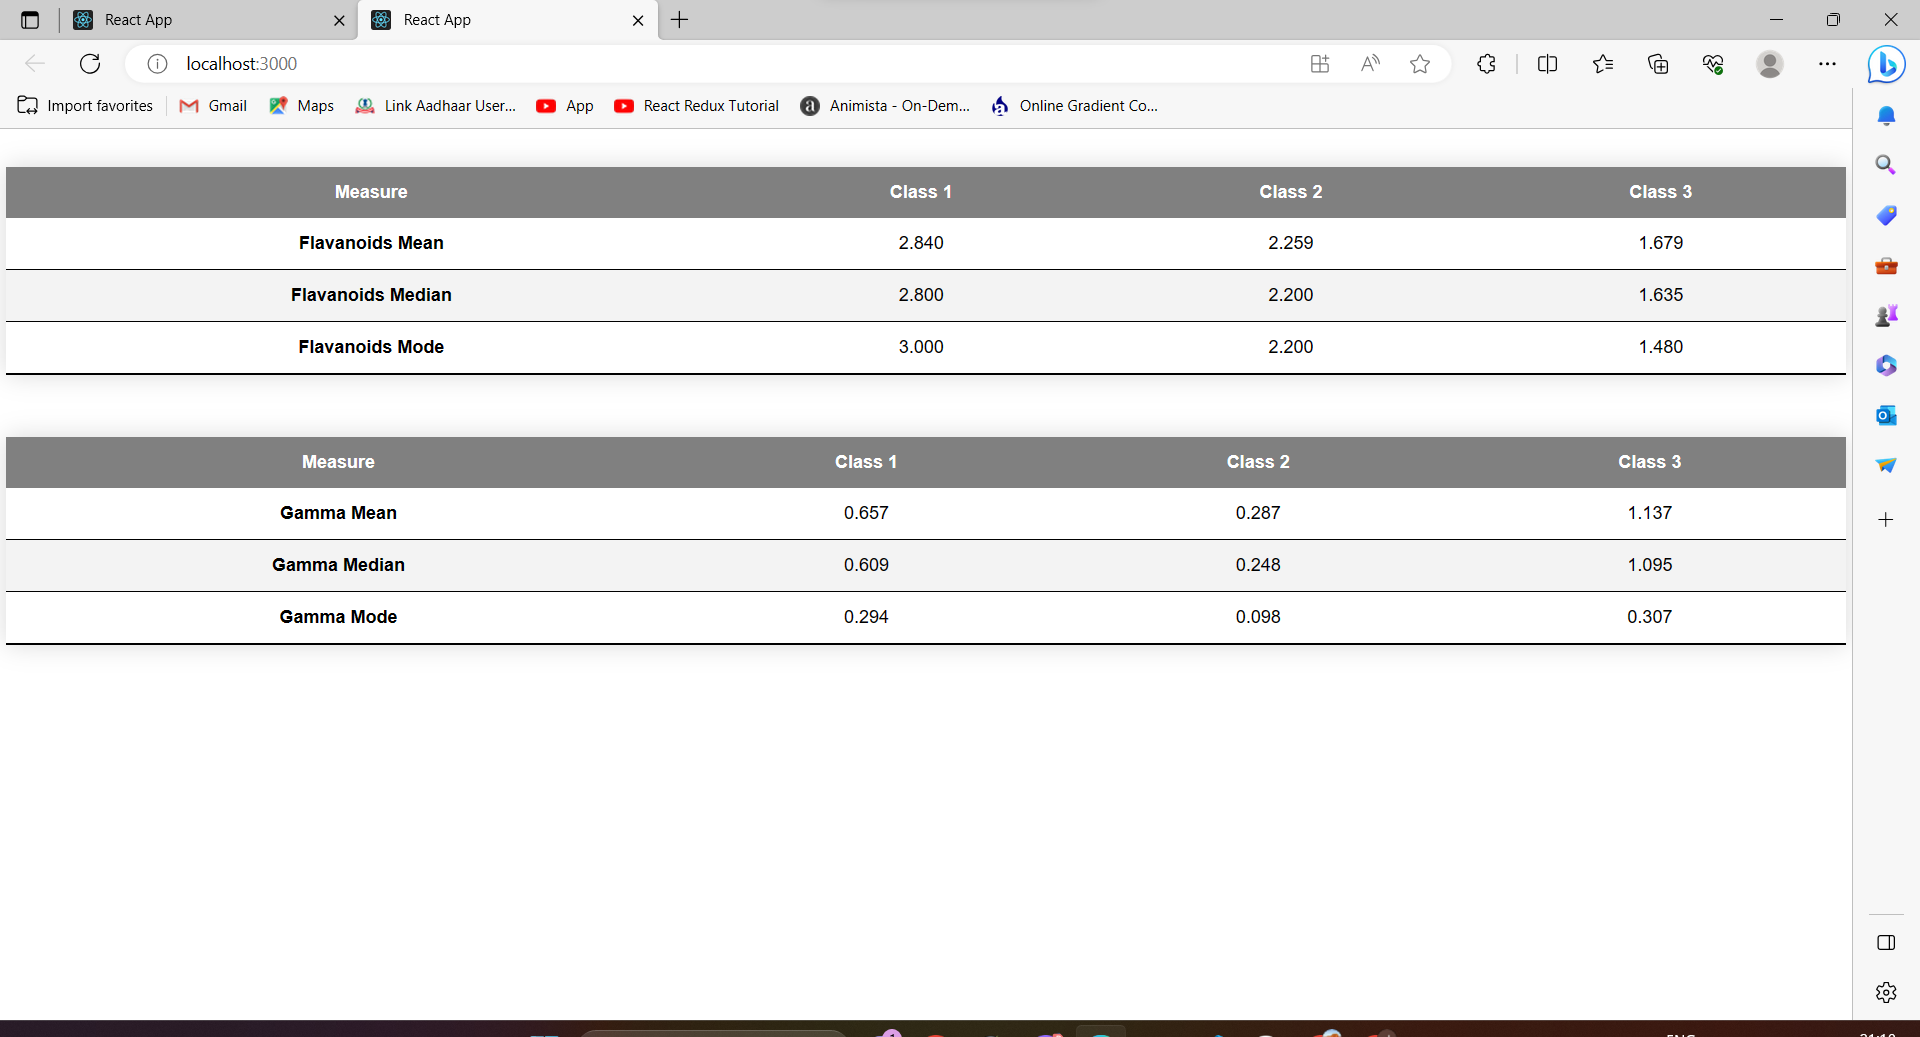 React App
React App
localhost:3000
Import favorites Gmail Maps Link Aadhaar User... App React Redux Tutorial Animista - On-Dem... Online Gradient Co...
Measure Class 1 Class 2 Class 3
Flavanoids Mean 2.840 2.259 1.679
Flavanoids Median 2.800 2.200 1.635
Flavanoids Mode 3.000 2.200 1.480
Measure Class 1 Class 2 Class 3
Gamma Mean 0.657 0.287 1.137
Gamma Median 0.609 0.248 1.095
Gamma Mode 0.294 0.098 0.307